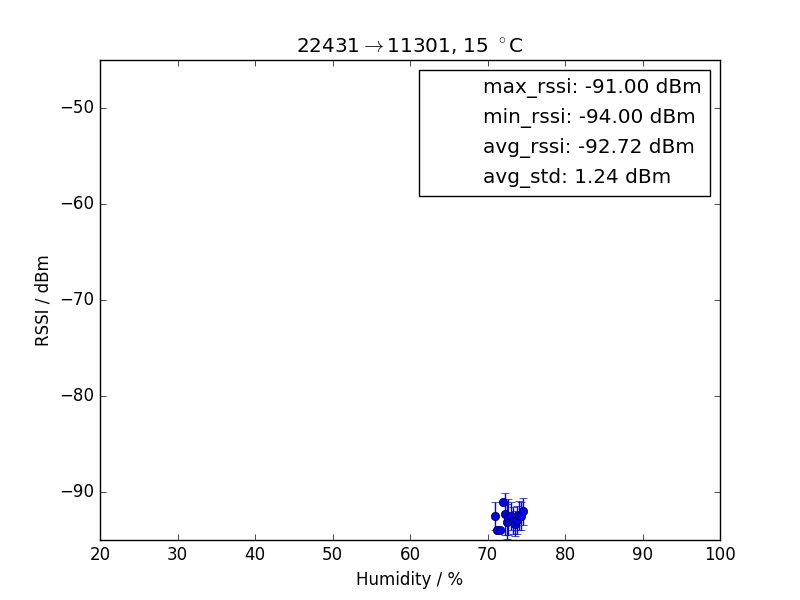 22431→11301, 15 °C
max_rssi: -91.00 dBm
min_rssi: -94.00 dBm
avg_rssi: -92.72 dBm
avg_std: 1.24 dBm
RSSI / dBm
−50
−60
−70
−80
−90
20 30 40 50 60 70 80 90 100
Humidity / %